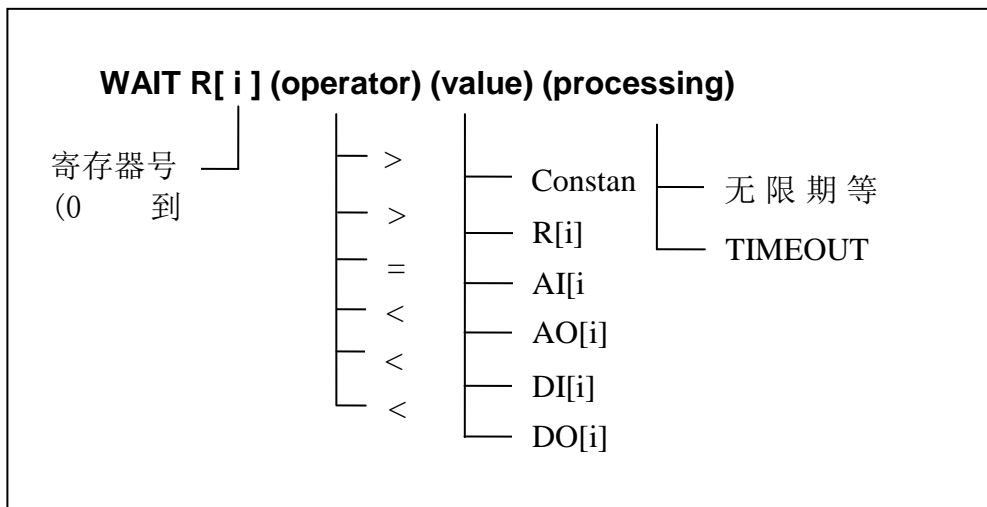 WAIT R[ i ] (operator) (value) (processing)
寄存器号
(0 到
>
>
=
<
<
<
Constan
R[i]
AI[i
AO[i]
DI[i]
DO[i]
无限期等
TIMEOUT